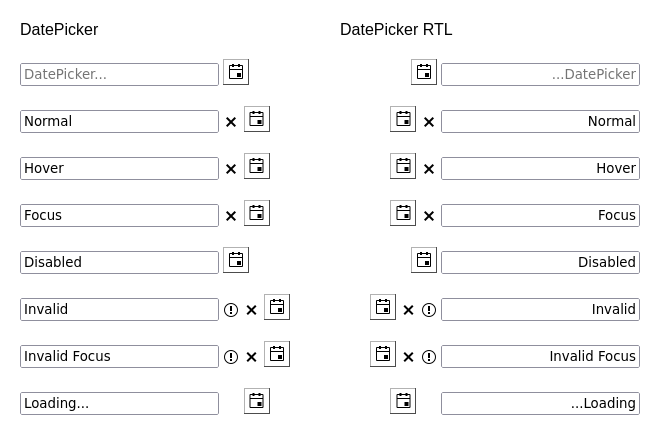 DatePicker
DatePicker RTL
DatePicker...
...DatePicker
Normal
Normal
Hover
Hover
Focus
Focus
Disabled
Disabled
Invalid
Invalid
Invalid Focus
Invalid Focus
Loading...
...Loading